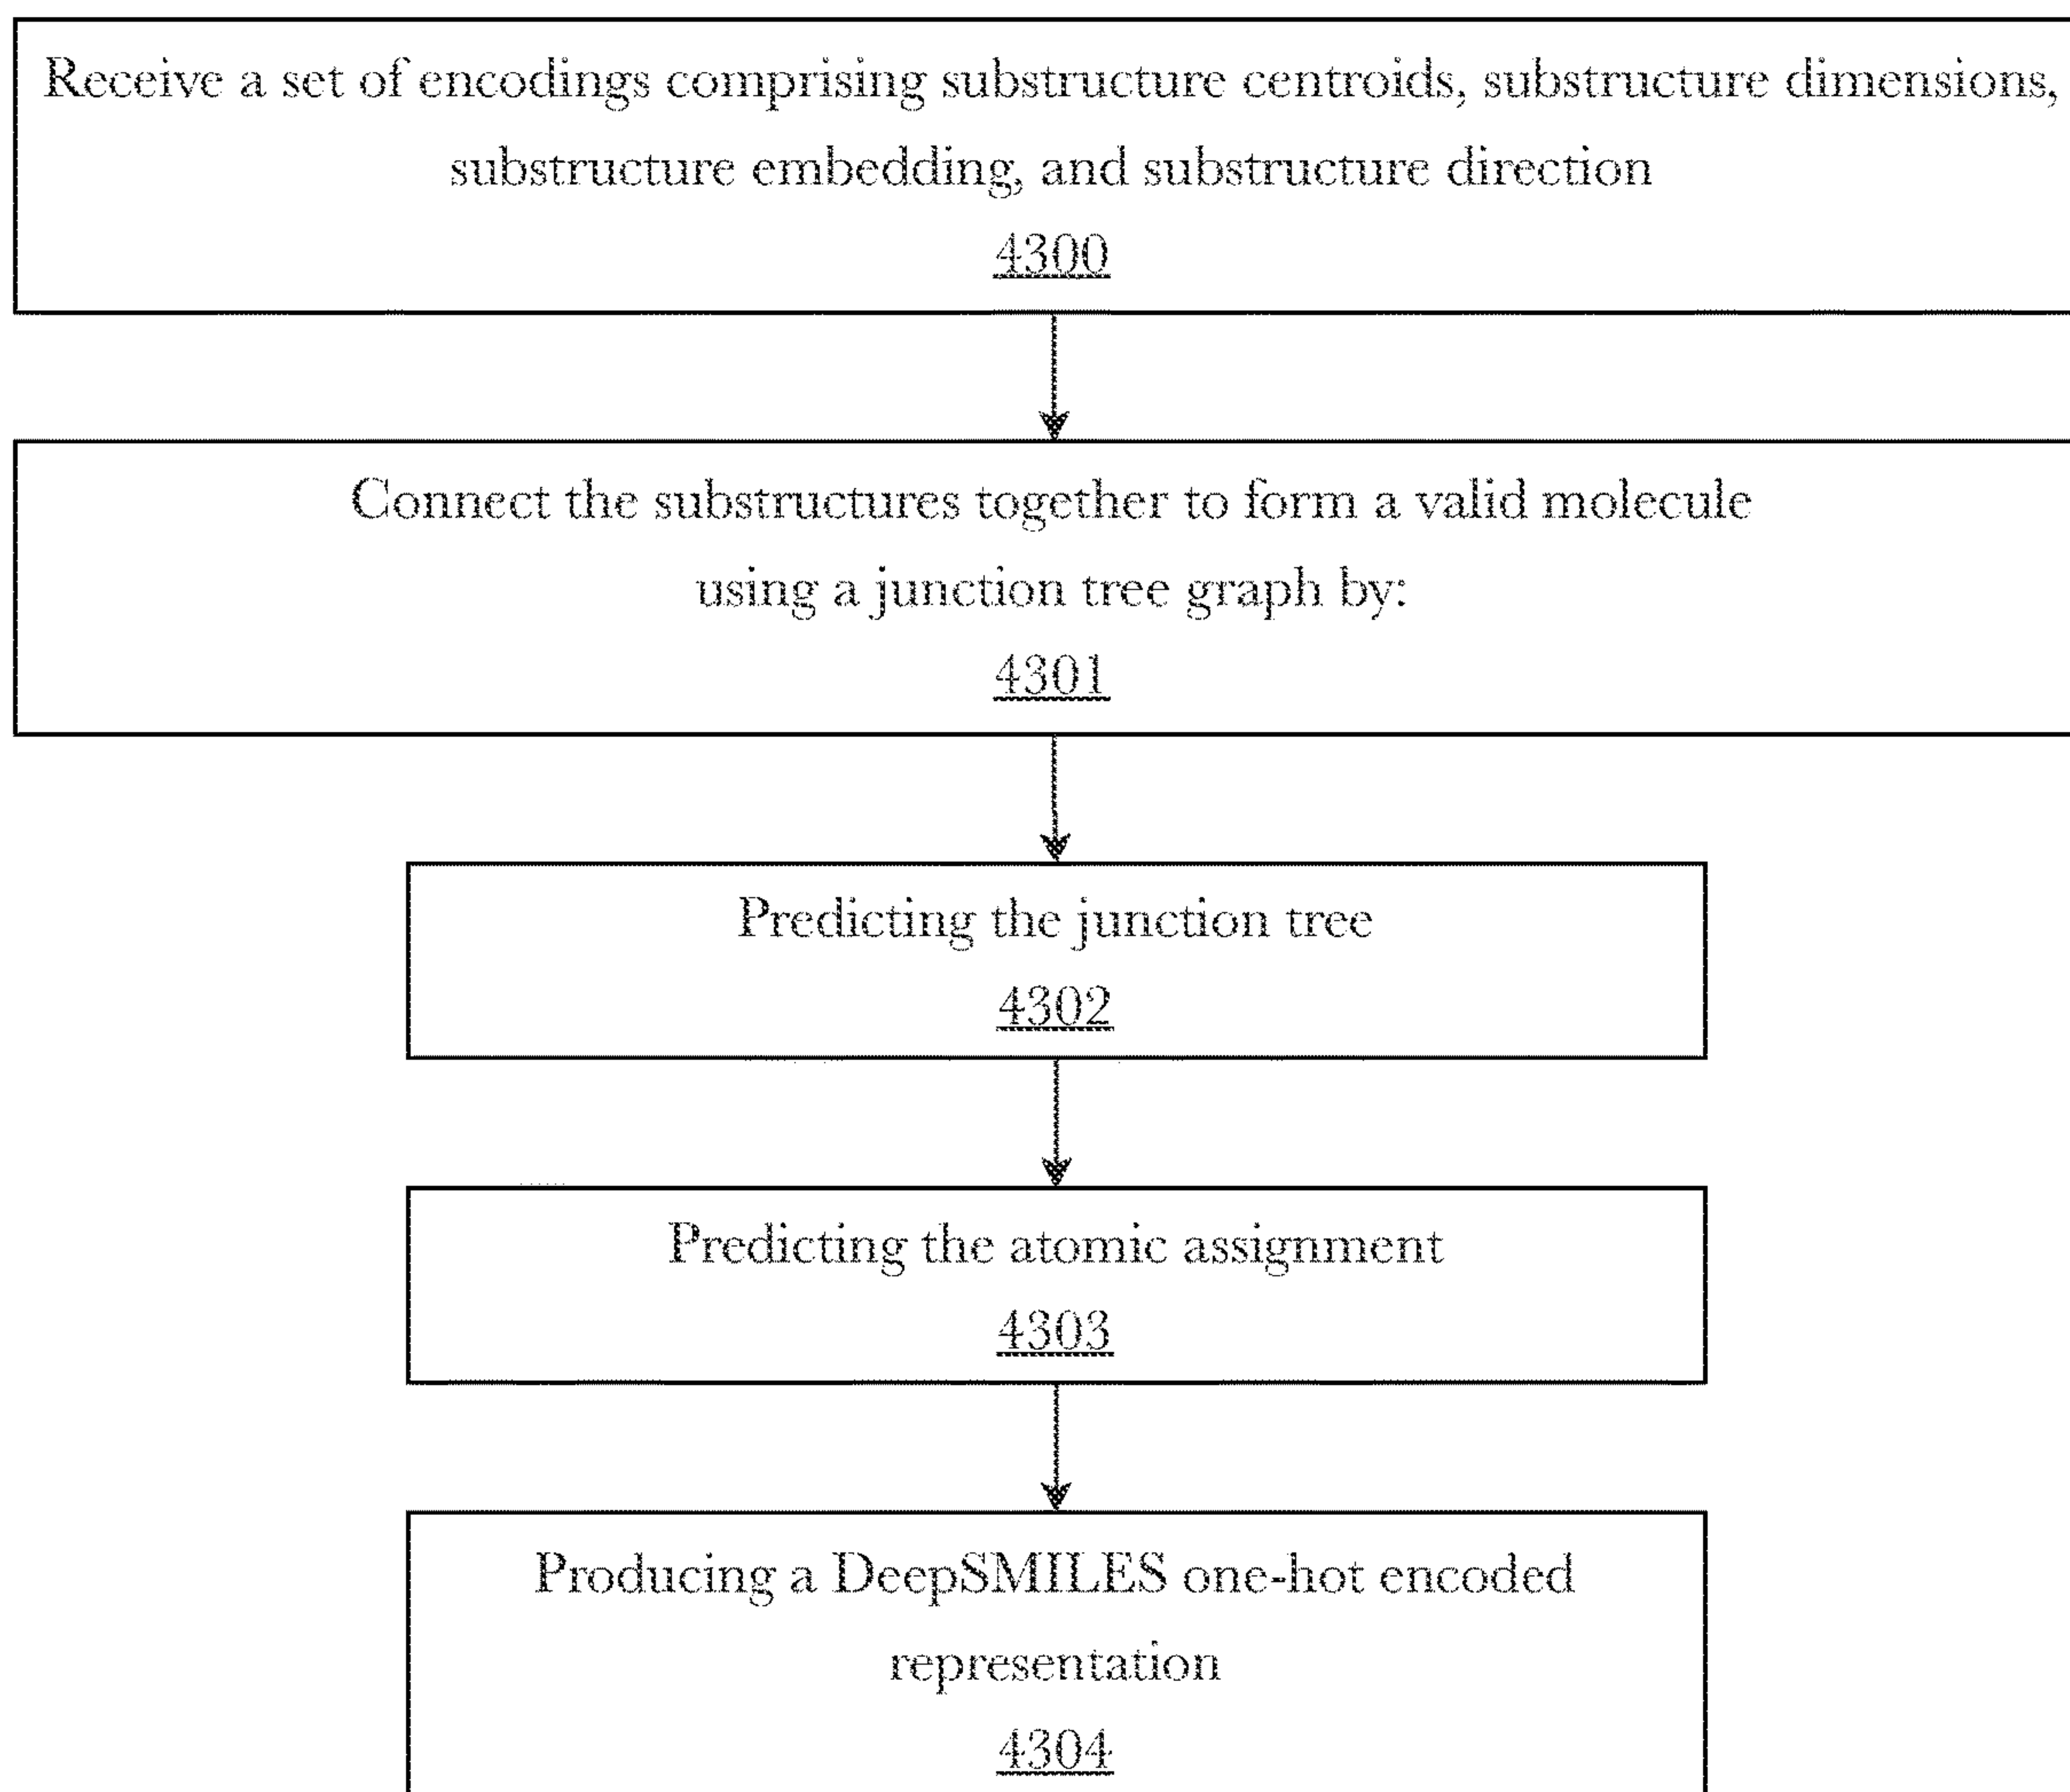 Receive a set of encodings comprising substructure centroids, substructure dimensions,
substructure embedding, and substructure direction
4300
Connect the substructures together to form a valid molecule
using a junction tree graph by:
4301
Predicting the junction tree
4302
Predicting the atomic assignment
4303
Producing a DeepSMILES one-hot encoded
representation
4304